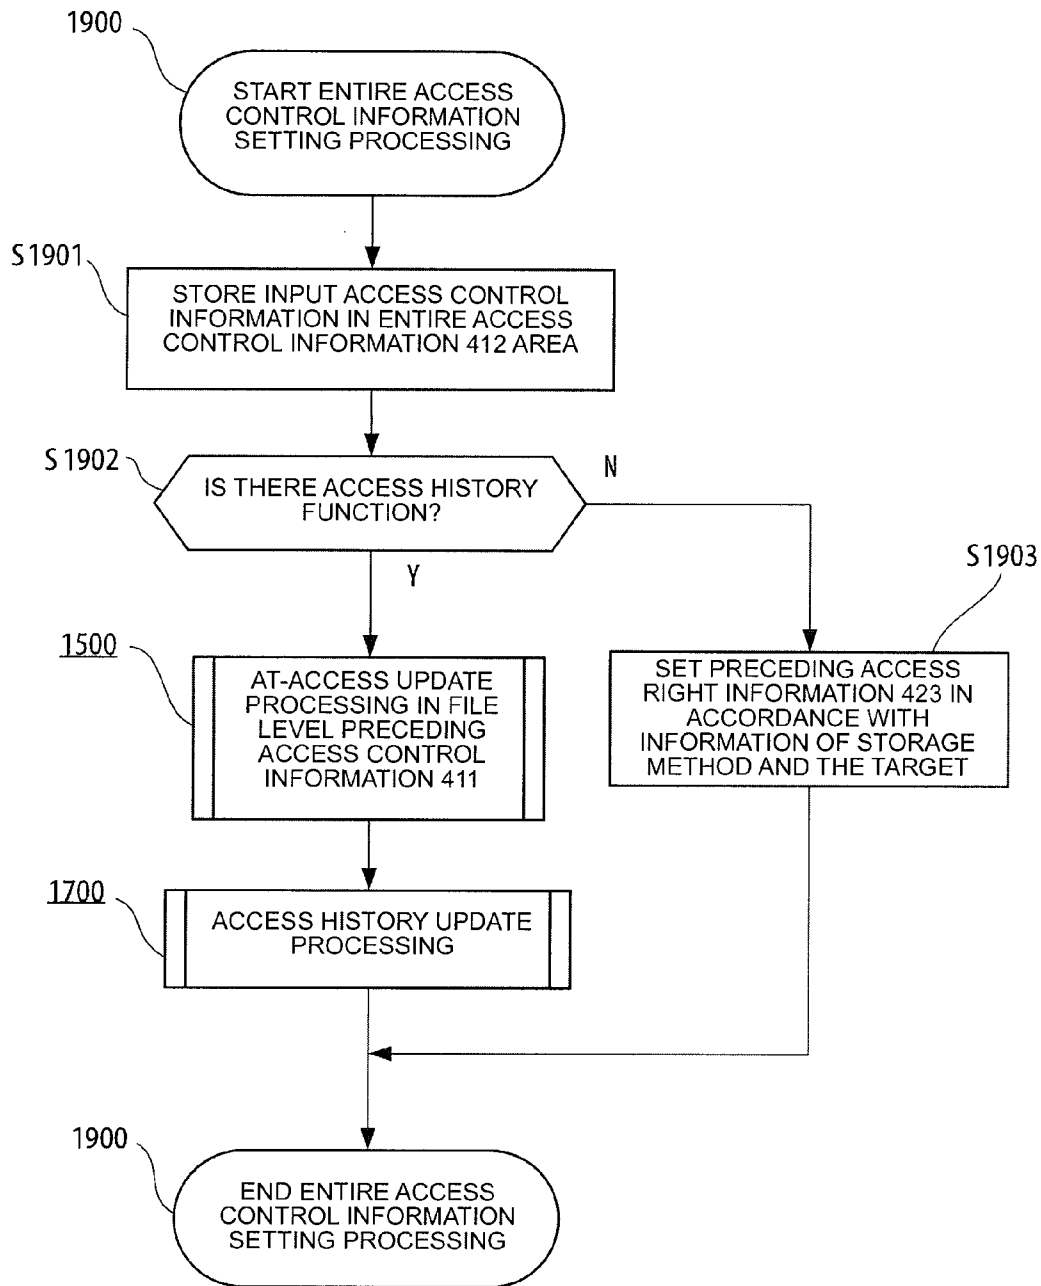 1900
START ENTIRE ACCESS
CONTROL INFORMATION
SETTING PROCESSING
S1901
STORE INPUT ACCESS CONTROL
INFORMATION IN ENTIRE ACCESS
CONTROL INFORMATION 412 AREA
S1902
IS THERE ACCESS HISTORY
FUNCTION?
N
Y
S1903
SET PRECEDING ACCESS
RIGHT INFORMATION 423 IN
ACCORDANCE WITH
INFORMATION OF STORAGE
METHOD AND THE TARGET
1500
AT-ACCESS UPDATE
PROCESSING IN FILE
LEVEL PRECEDING
ACCESS CONTROL
INFORMATION 411
1700
ACCESS HISTORY UPDATE
PROCESSING
1900
END ENTIRE ACCESS
CONTROL INFORMATION
SETTING PROCESSING